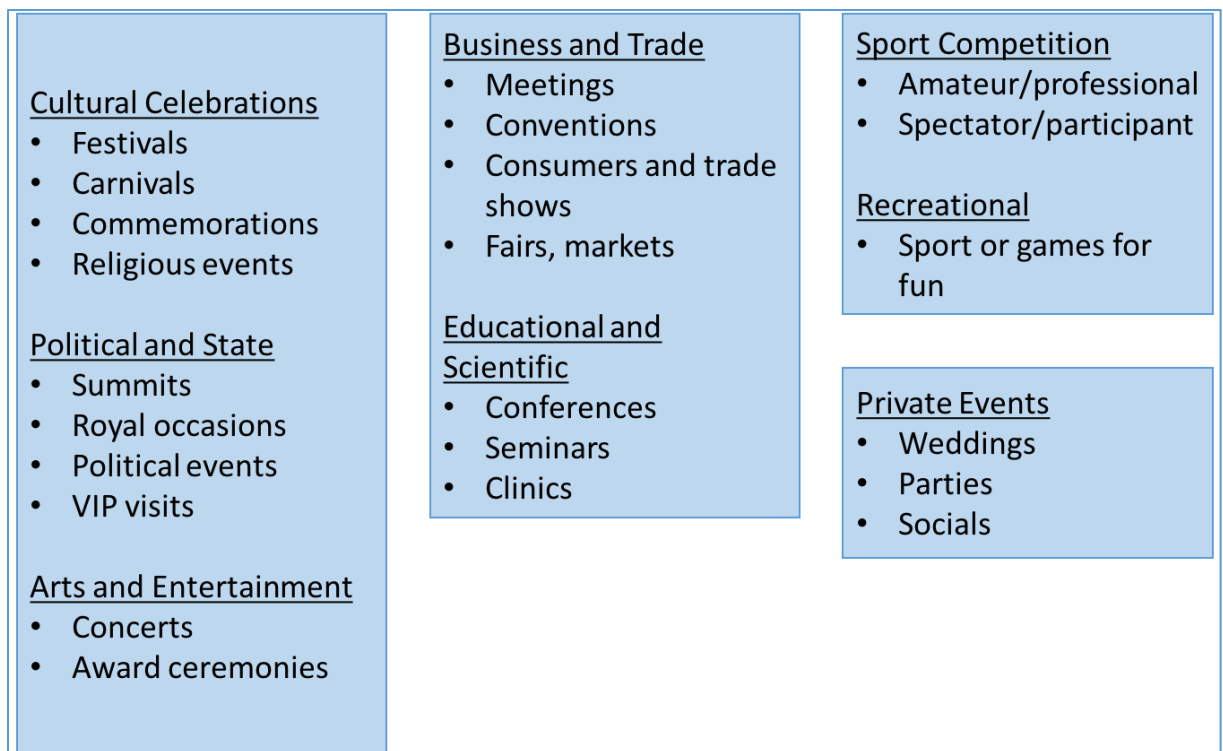 Cultural Celebrations
• Festivals
• Carnivals
• Commemorations
• Religious events
Political and State
• Summits
• Royal occasions
• Political events
• VIP visits
Arts and Entertainment
• Concerts
• Award ceremonies
Business and Trade
• Meetings
• Conventions
• Consumers and trade
shows
• Fairs, markets
Educational and
Scientific
• Conferences
• Seminars
• Clinics
Sport Competition
• Amateur/professional
• Spectator/participant
Recreational
• Sport or games for
fun
Private Events
• Weddings
• Parties
• Socials